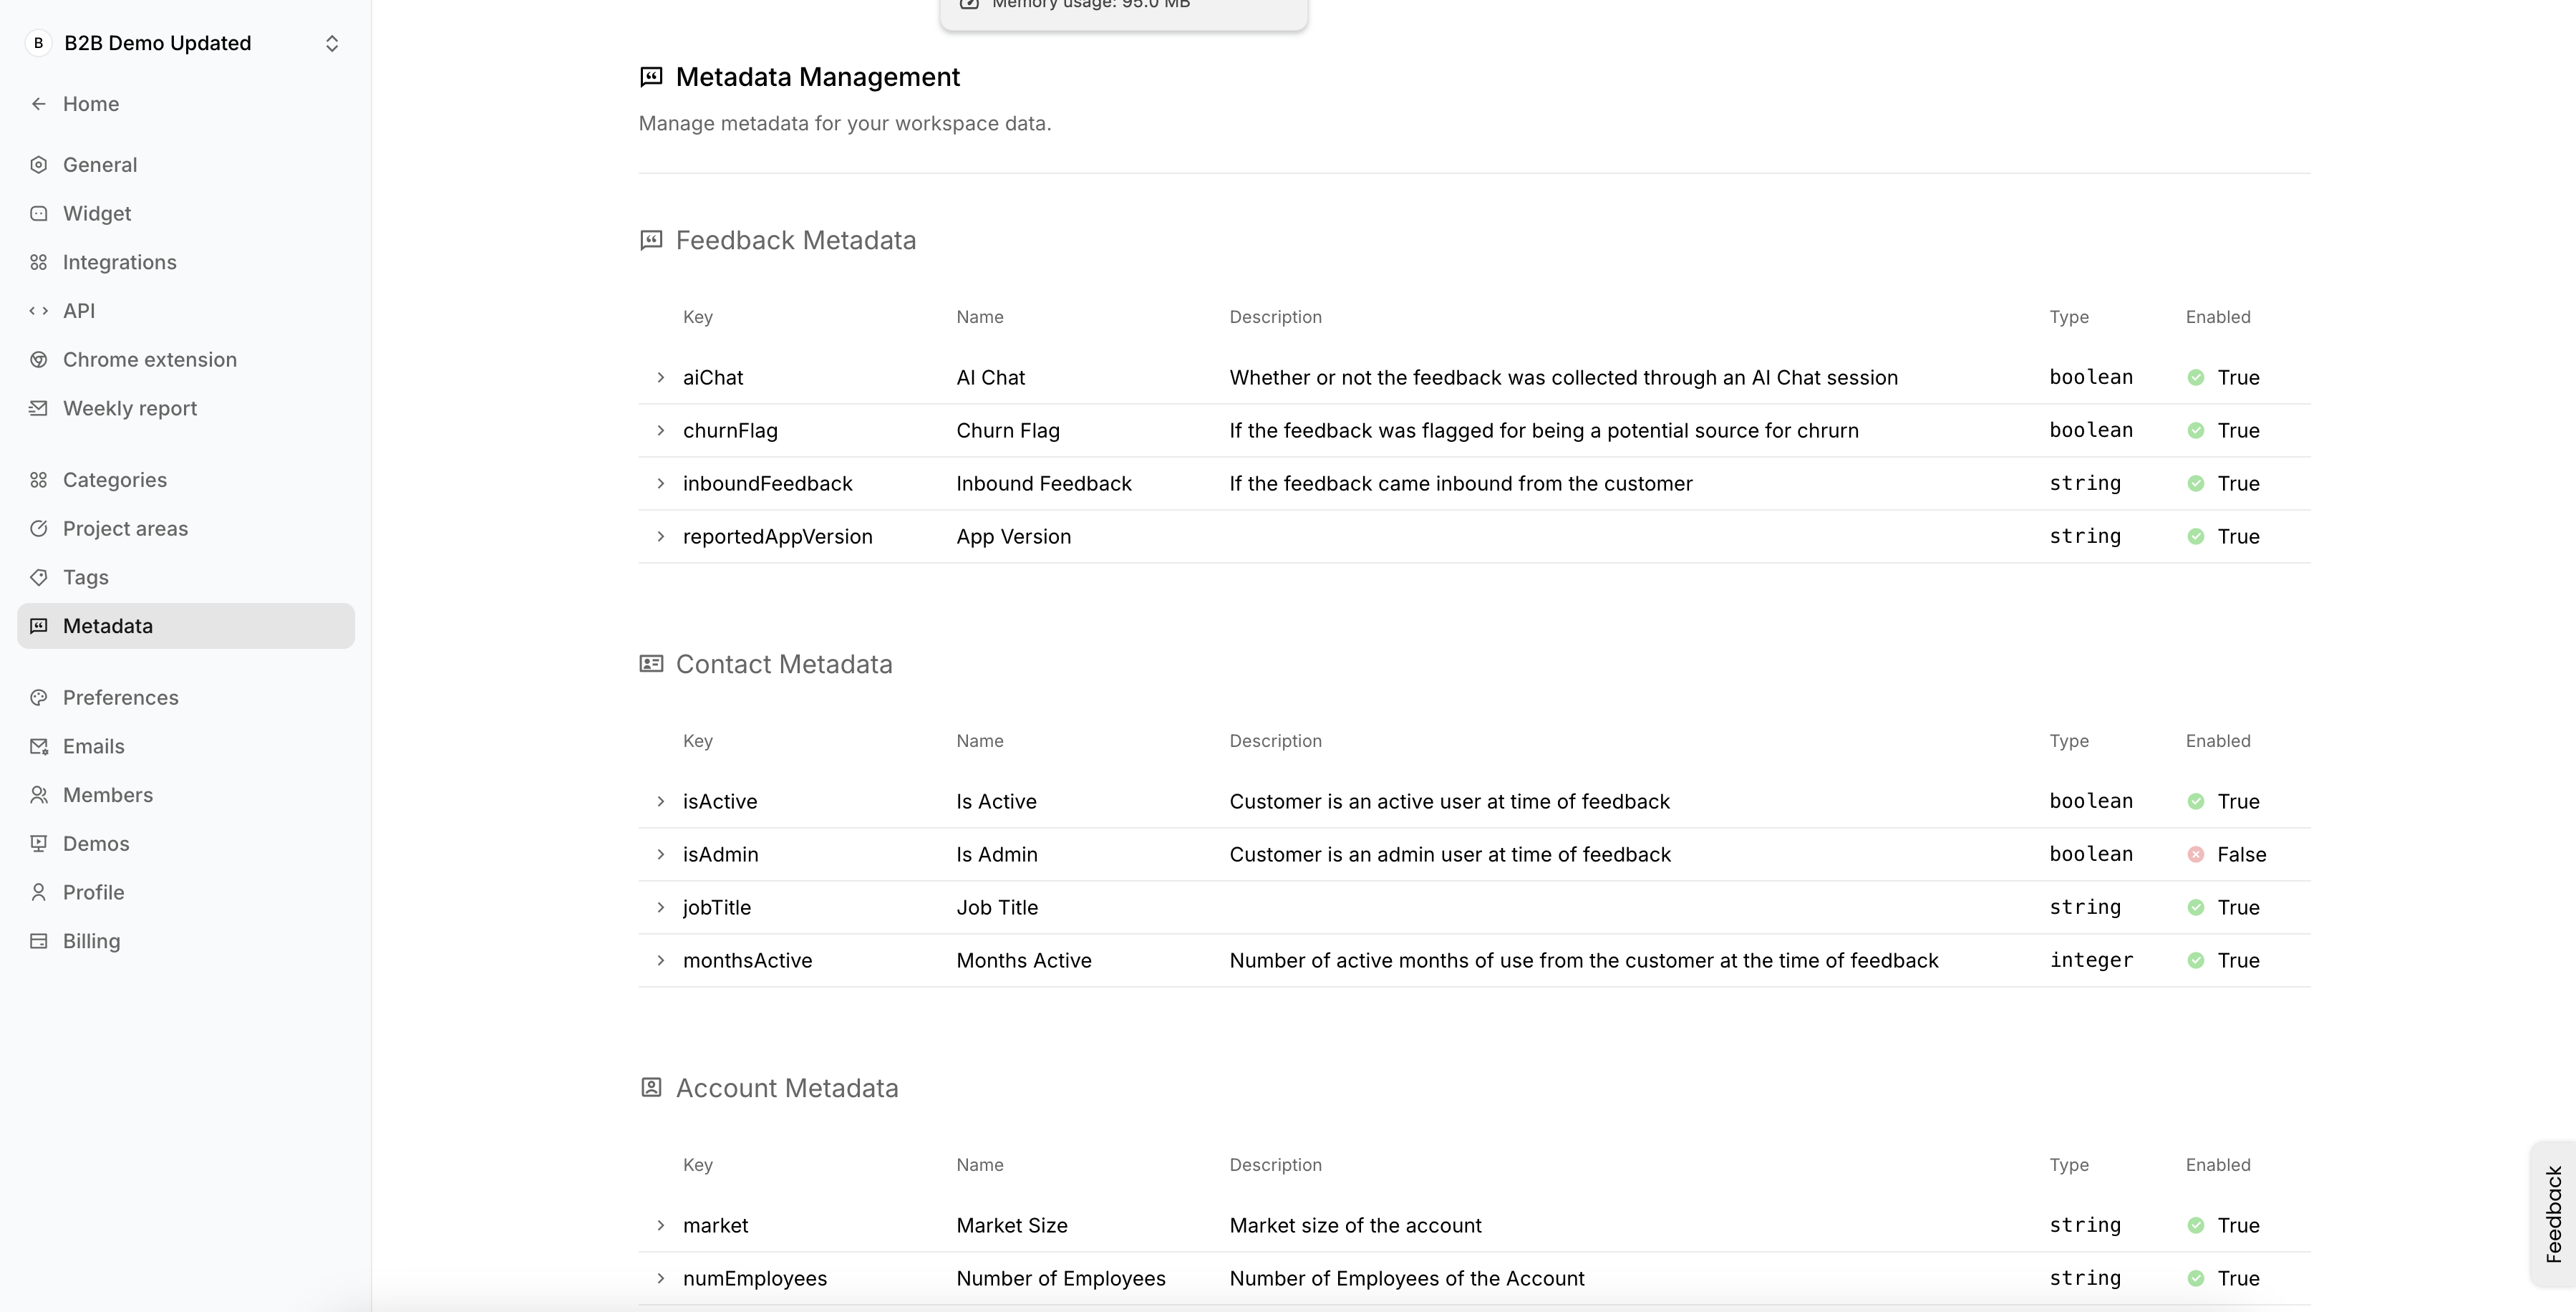 Memory usage: 95.0 MB
B B2B Demo Updated
Home
General
Widget
Integrations
API
Chrome extension
Weekly report
Categories
Project areas
Tags
Metadata
Preferences
Emails
Members
Demos
Profile
Billing
Metadata Management
Manage metadata for your workspace data.
Feedback Metadata
Key Name Description Type Enabled
aiChat AI Chat Whether or not the feedback was collected through an AI Chat session boolean True
churnFlag Churn Flag If the feedback was flagged for being a potential source for chrurn boolean True
inboundFeedback Inbound Feedback If the feedback came inbound from the customer string True
reportedAppVersion App Version string True
Contact Metadata
Key Name Description Type Enabled
isActive Is Active Customer is an active user at time of feedback boolean True
isAdmin Is Admin Customer is an admin user at time of feedback boolean False
jobTitle Job Title string True
monthsActive Months Active Number of active months of use from the customer at the time of feedback integer True
Account Metadata
Key Name Description Type Enabled
market Market Size Market size of the account string True
numEmployees Number of Employees Number of Employees of the Account string True
Feedback